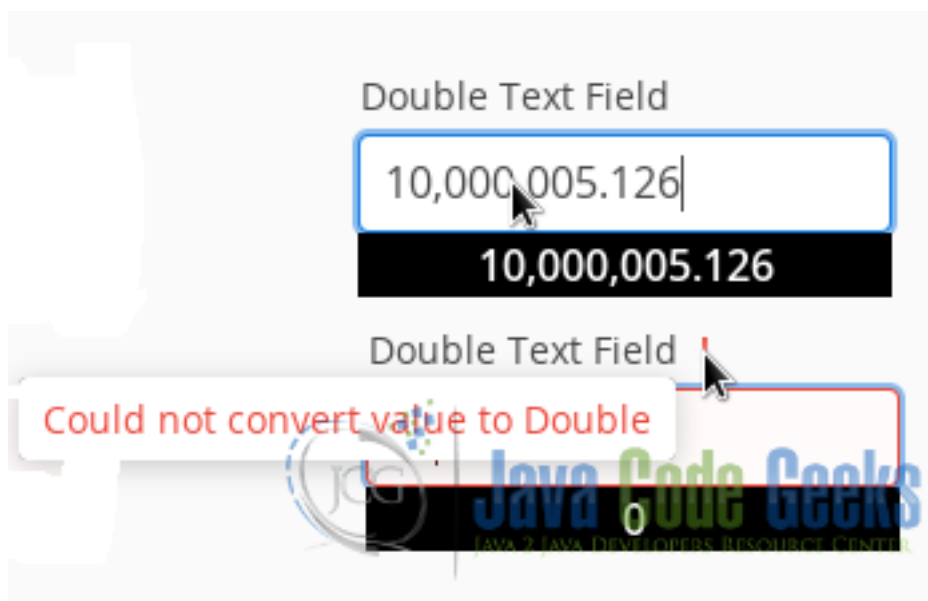 Double Text Field
10,000,005.126
10,000,005.126
Double Text Field !
Could not convert value to Double
JCG
Java Code Geeks
0
JAVA 2 JAVA DEVELOPERS RESOURCE CENTER